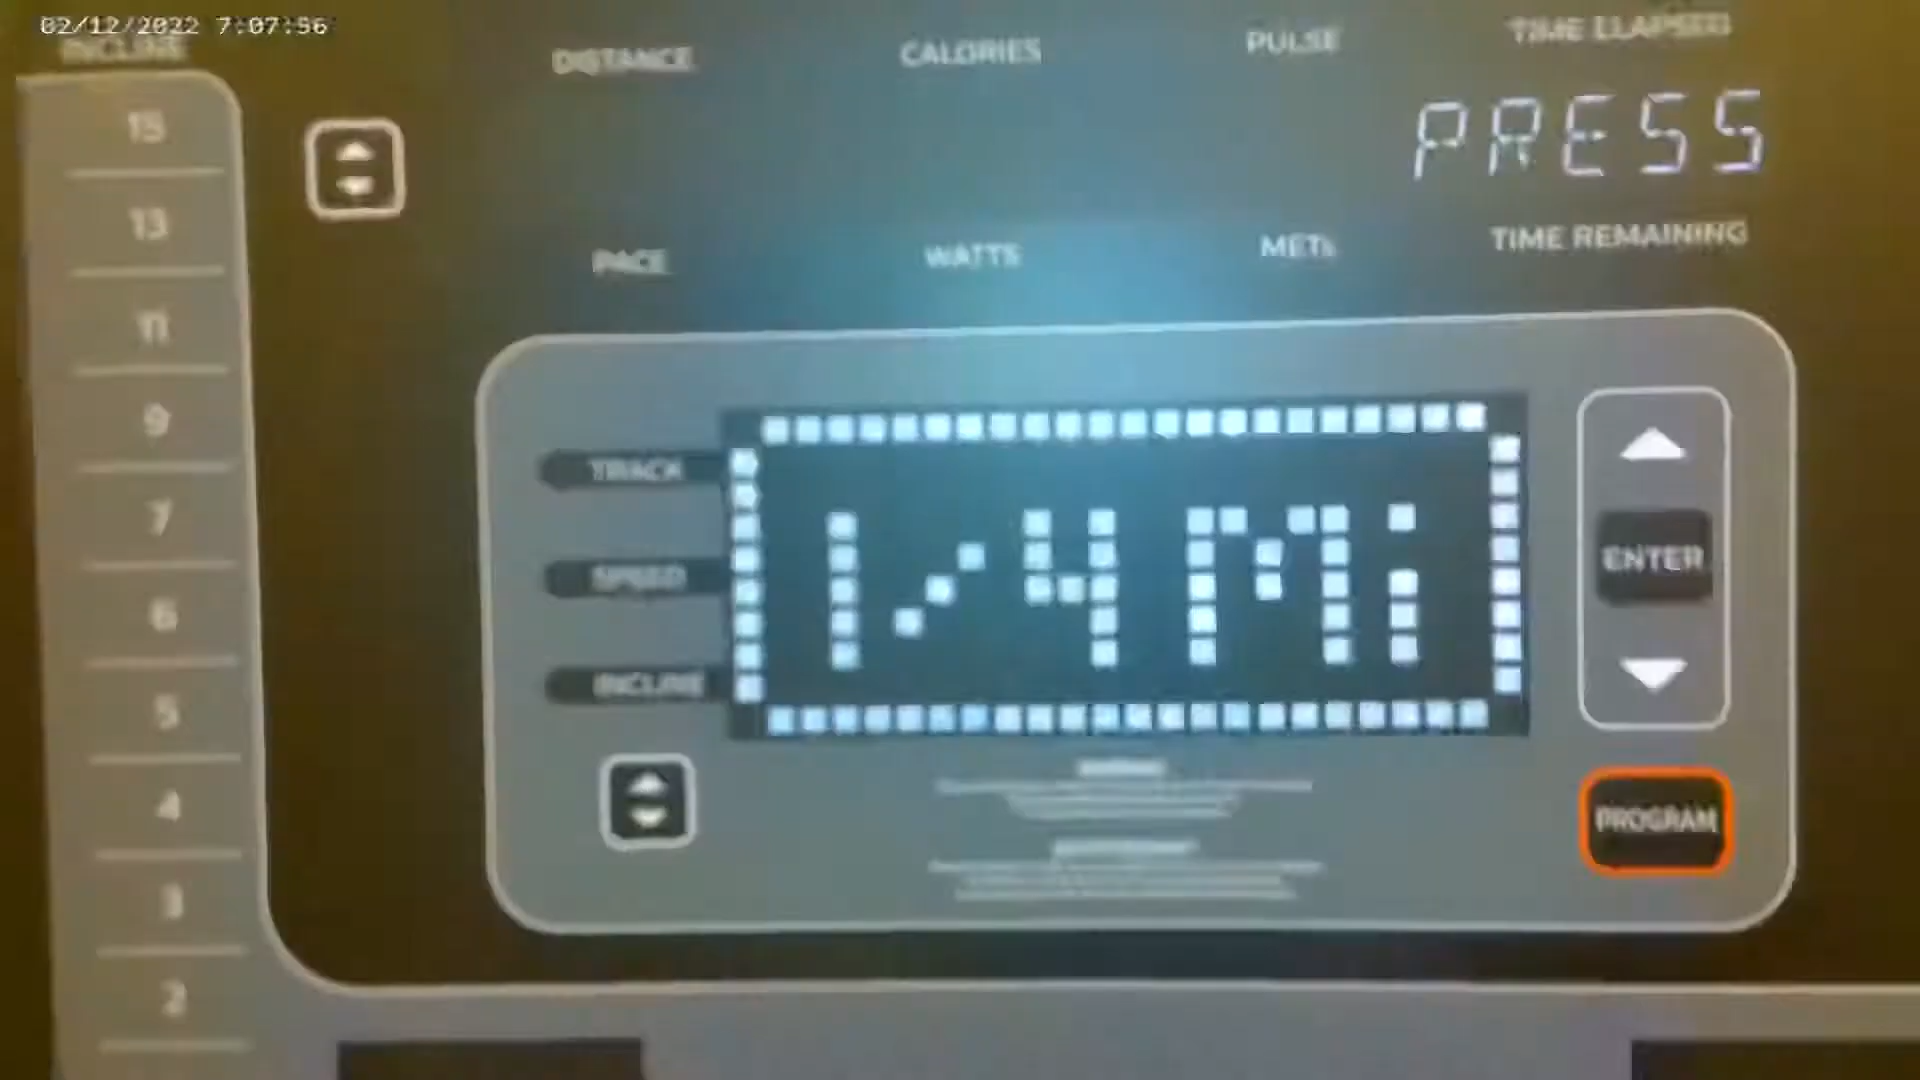 02/12/2022 7:07:56
INCLINE
DISTANCE
CALORIES
PULSE
TIME ELAPSED
PRESS
PACE
WATTS
METs
TIME REMAINING
15
13
11
9
7
6
5
4
3
2
TRACK
SPEED
INCLINE
1/4 Mi
ENTER
PROGRAM